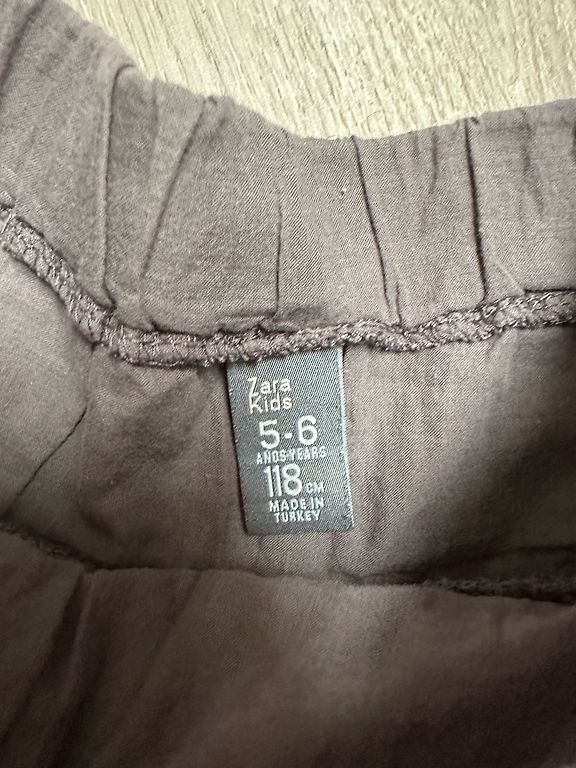 Zara
Kids
5-6
AÑOS-YEARS
118 CM
MADE IN
TURKEY